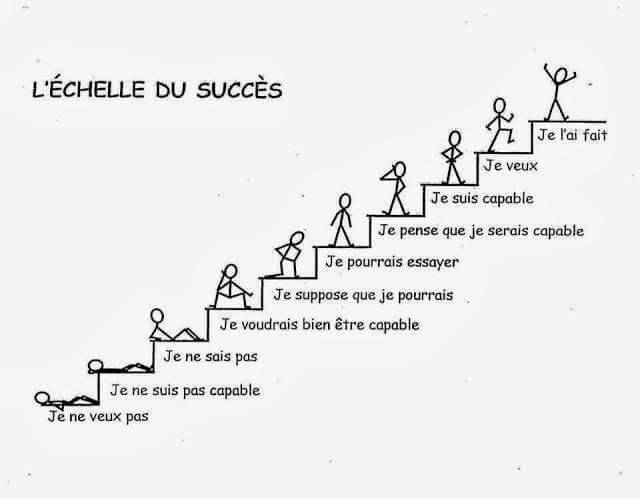 L'ÉCHELLE DU SUCCÈS
Je l'ai fait
Je veux
Je suis capable
Je pense que je serais capable
Je pourrais essayer
Je suppose que je pourrais
Je voudrais bien être capable
Je ne sais pas
Je ne suis pas capable
Je ne veux pas